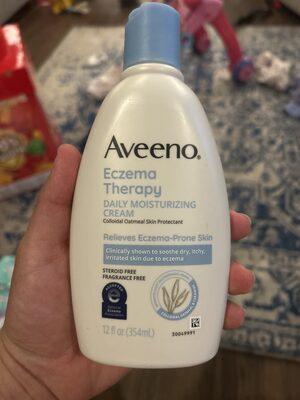 Aveeno®
Eczema
Therapy
DAILY MOISTURIZING
CREAM
Colloidal Oatmeal Skin Protectant
Relieves Eczema-Prone Skin
Clinically shown to soothe dry, itchy,
irritated skin due to eczema
STEROID FREE
FRAGRANCE FREE
12 fl oz (354mL)
30049991